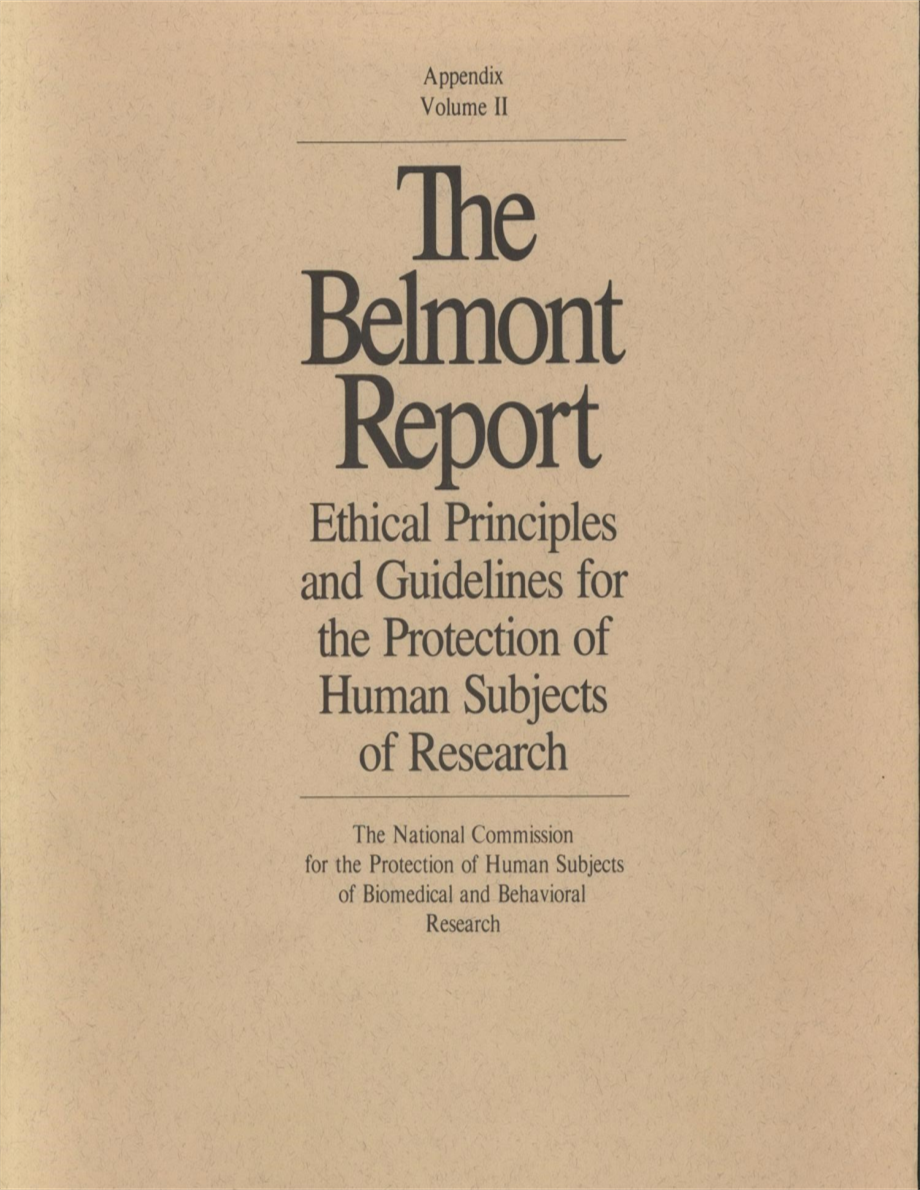 Appendix
Volume II
The
Belmont
Report
Ethical Principles
and Guidelines for
the Protection of
Human Subjects
of Research
The National Commission
for the Protection of Human Subjects
of Biomedical and Behavioral
Research